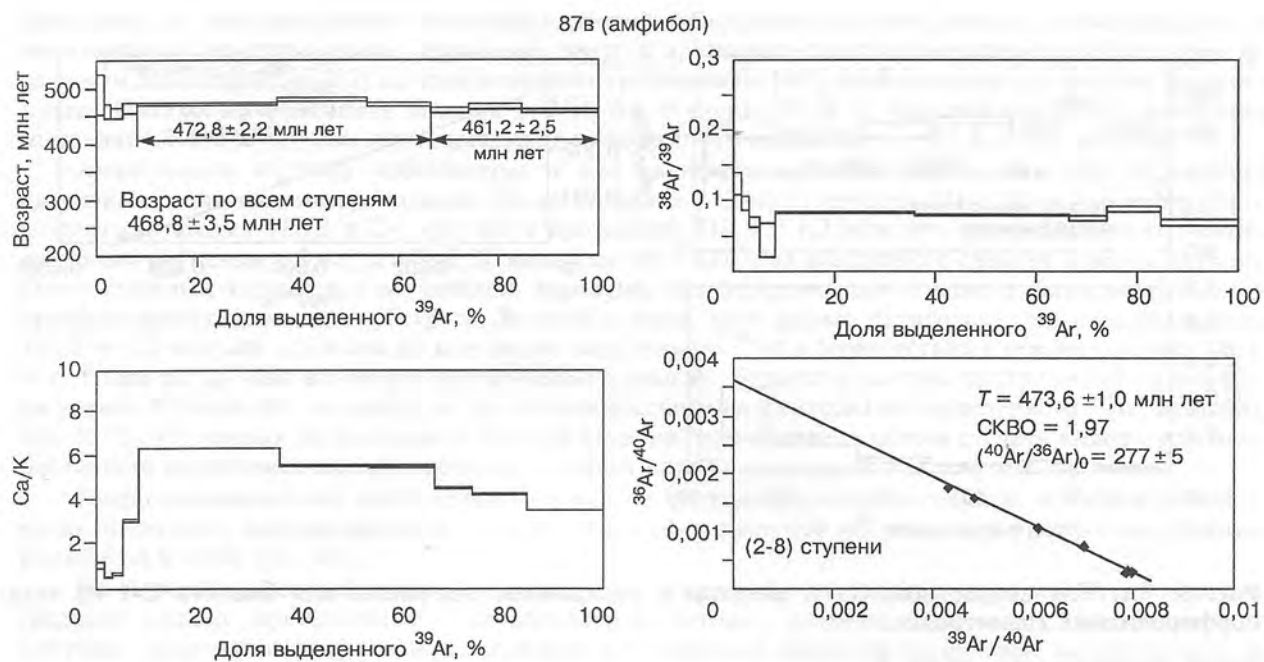 87в (амфибол)
Возраст, млн лет
500
400
300
200
472,8 ± 2,2 млн лет
461,2 ± 2,5
млн лет
Возраст по всем ступеням
468,8 ± 3,5 млн лет
0 20 40 60 80 100
Доля выделенного ³⁹Ar, %
³⁸Ar/³⁹Ar
0,3
0,2
0,1
0 20 40 60 80 100
Доля выделенного ³⁹Ar, %
Ca/K
10
8
6
4
2
0 20 40 60 80 100
Доля выделенного ³⁹Ar, %
³⁶Ar/⁴⁰Ar
0,004
0,003
0,002
0,001
T = 473,6 ±1,0 млн лет
СКВО = 1,97
(⁴⁰Ar/³⁶Ar)₀ = 277 ± 5
(2-8) ступени
0 0,002 0,004 0,006 0,008 0,01
³⁹Ar/⁴⁰Ar